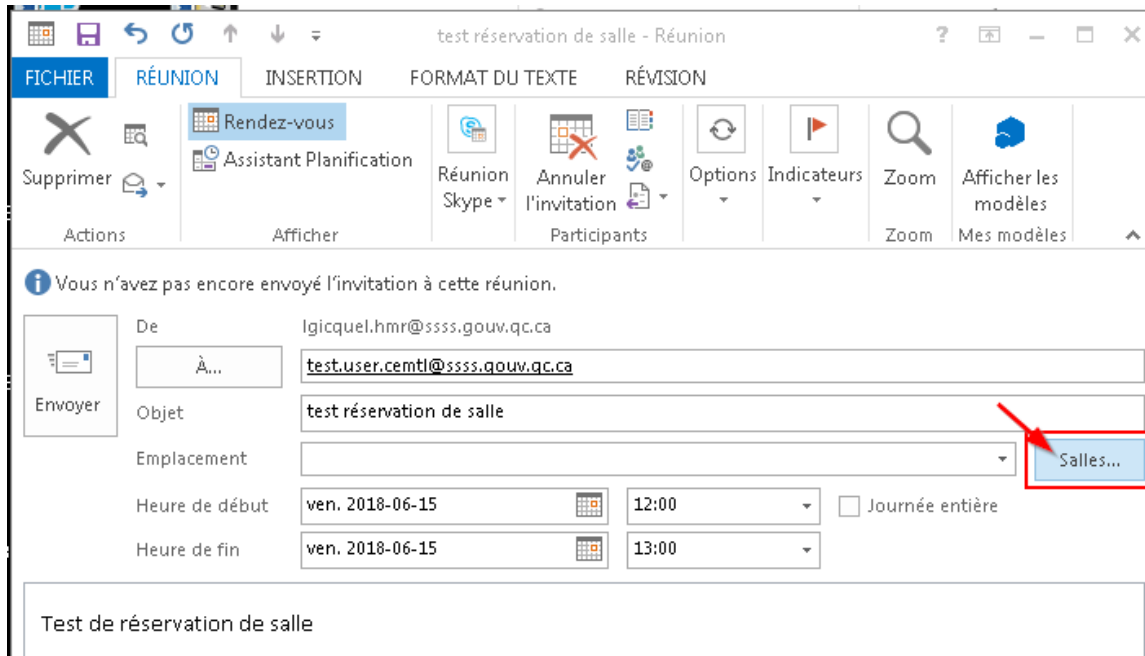 test réservation de salle - Réunion
?
FICHIER RÉUNION INSERTION FORMAT DU TEXTE RÉVISION
Supprimer
Rendez-vous
Assistant Planification
Réunion
Skype
Annuler
l'invitation
Options
Indicateurs
Zoom
Afficher les
modèles
Actions Afficher Participants Zoom Mes modèles
Vous n'avez pas encore envoyé l'invitation à cette réunion.
Envoyer
De lgicquel.hmr@ssss.gouv.qc.ca
À... test.user.cemtl@ssss.gouv.qc.ca
Objet test réservation de salle
Emplacement Salles...
Heure de début ven. 2018-06-15 12:00 Journée entière
Heure de fin ven. 2018-06-15 13:00
Test de réservation de salle